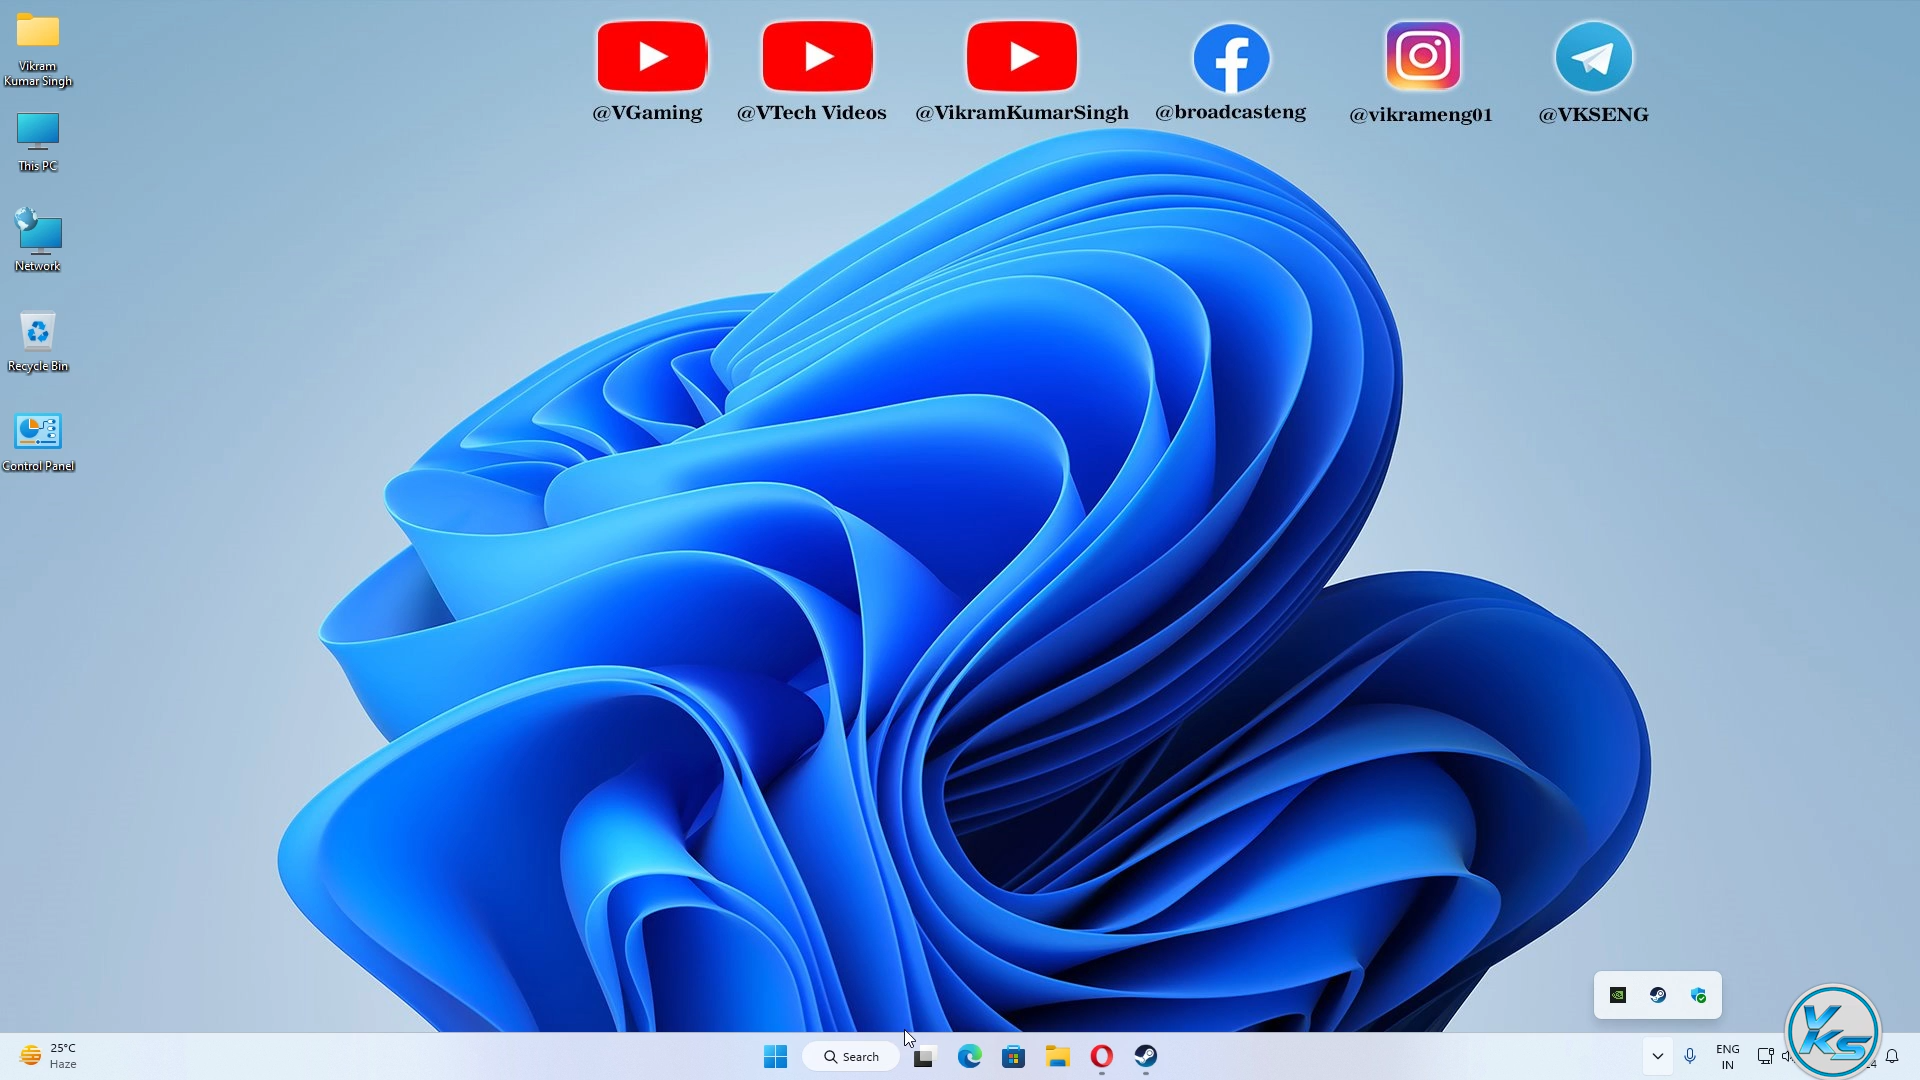 Vikram
Kumar Singh
This PC
Network
Recycle Bin
Control Panel
@VGaming
@VTech Videos
@VikramKumarSingh
@broadcasteng
@vikrameng01
@VKSENG
25°C
Haze
Search
ENG
IN
VKS